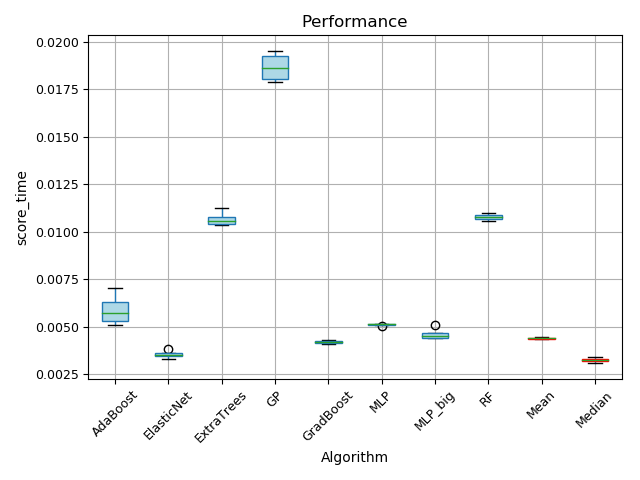 Performance
score_time
0.0200
0.0175
0.0150
0.0125
0.0100
0.0075
0.0050
0.0025
AdaBoost
ElasticNet
ExtraTrees
GP
GradBoost
MLP
MLP_big
RF
Mean
Median
Algorithm